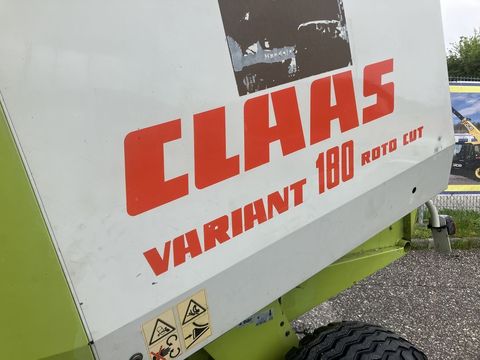 CLAAS
VARIANT 180 ROTO CUT